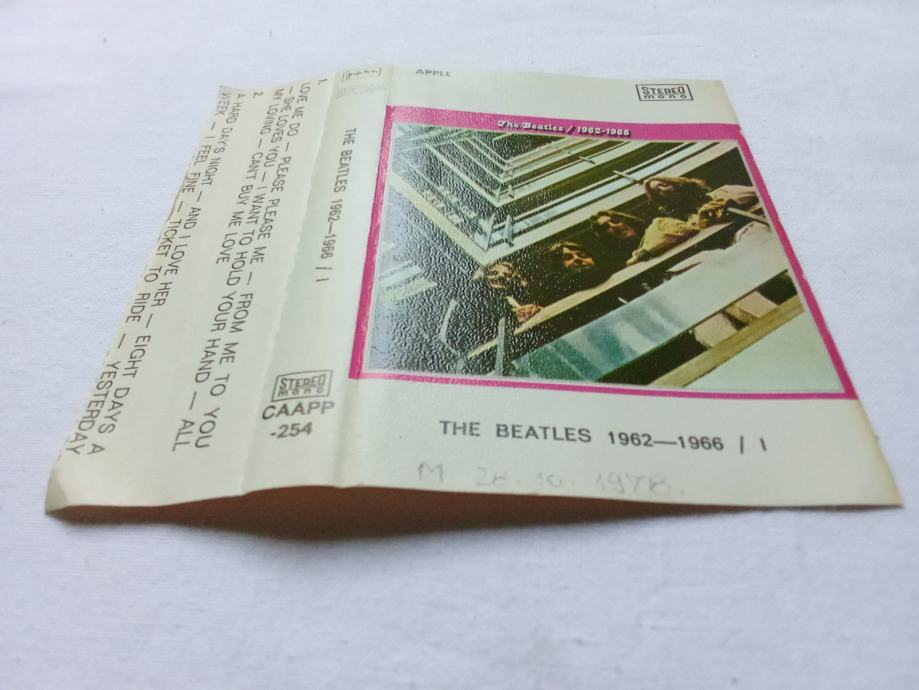 1.
LOVE ME DO — PLEASE PLEASE ME — FROM ME TO YOU
— SHE LOVES YOU — I WANT TO HOLD YOUR HAND — ALL
MY LOVING — CAN'T BUY ME LOVE
2.
A HARD DAY'S NIGHT — AND I LOVE HER — EIGHT DAYS A
WEEK — I FEEL FINE — TICKET TO RIDE — YESTERDAY
THE BEATLES 1962—1966 / I
STEREO
mono
CAAPP
-254
APPLE
STEREO
mono
The Beatles / 1962-1966
THE BEATLES 1962—1966 / I
M 28.10.1978.